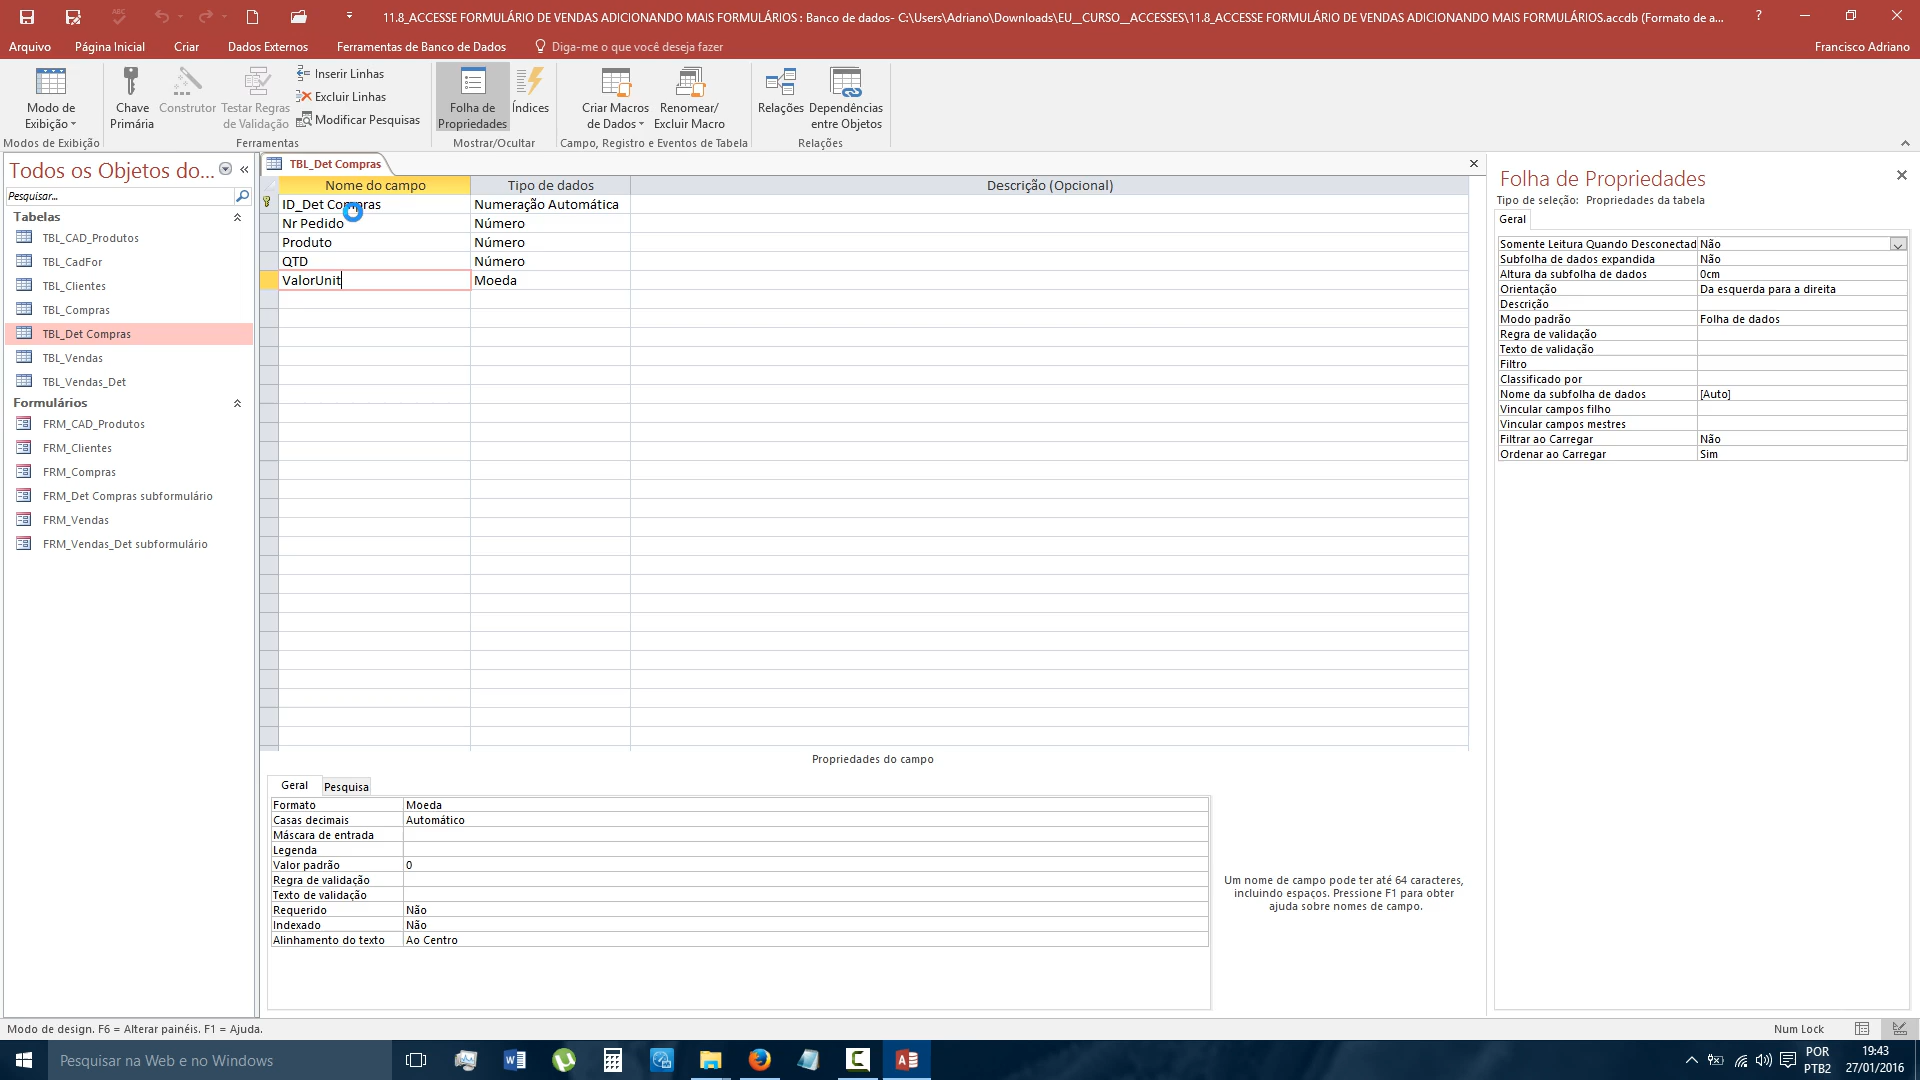 11.8_ACCESSE FORMULÁRIO DE VENDAS ADICIONANDO MAIS FORMULÁRIOS : Banco de dados- C:\Users\Adriano\Downloads\EU__CURSO__ACCESSES\11.8_ACCESSE FORMULÁRIO DE VENDAS ADICIONANDO MAIS FORMULÁRIOS.accdb (Formato de a...
?
Arquivo
Página Inicial
Criar
Dados Externos
Ferramentas de Banco de Dados
Diga-me o que você deseja fazer
Francisco Adriano
Modo de Exibição
Chave Primária
Construtor
Testar Regras de Validação
Inserir Linhas
Excluir Linhas
Modificar Pesquisas
Folha de Propriedades
Índices
Criar Macros de Dados
Renomear/ Excluir Macro
Relações
Dependências entre Objetos
Modos de Exibição
Ferramentas
Mostrar/Ocultar
Campo, Registro e Eventos de Tabela
Relações
Todos os Objetos do...
Pesquisar...
Tabelas
TBL_CAD_Produtos
TBL_CadFor
TBL_Clientes
TBL_Compras
TBL_Det Compras
TBL_Vendas
TBL_Vendas_Det
Formulários
FRM_CAD_Produtos
FRM_Clientes
FRM_Compras
FRM_Det Compras subformulário
FRM_Vendas
FRM_Vendas_Det subformulário
TBL_Det Compras
Nome do campo Tipo de dados Descrição (Opcional)
ID_Det Compras Numeração Automática
Nr Pedido Número
Produto Número
QTD Número
ValorUnit Moeda
Propriedades do campo
Geral Pesquisa
Formato Moeda
Casas decimais Automático
Máscara de entrada
Legenda
Valor padrão 0
Regra de validação
Texto de validação
Requerido Não
Indexado Não
Alinhamento do texto Ao Centro
Um nome de campo pode ter até 64 caracteres,
incluindo espaços. Pressione F1 para obter
ajuda sobre nomes de campo.
Folha de Propriedades
Tipo de seleção: Propriedades da tabela
Geral
Somente Leitura Quando Desconectad Não
Subfolha de dados expandida Não
Altura da subfolha de dados 0cm
Orientação Da esquerda para a direita
Descrição
Modo padrão Folha de dados
Regra de validação
Texto de validação
Filtro
Classificado por
Nome da subfolha de dados [Auto]
Vincular campos filho
Vincular campos mestres
Filtrar ao Carregar Não
Ordenar ao Carregar Sim
Modo de design. F6 = Alterar painéis. F1 = Ajuda.
Num Lock
Pesquisar na Web e no Windows
POR
PTB2
19:43
27/01/2016